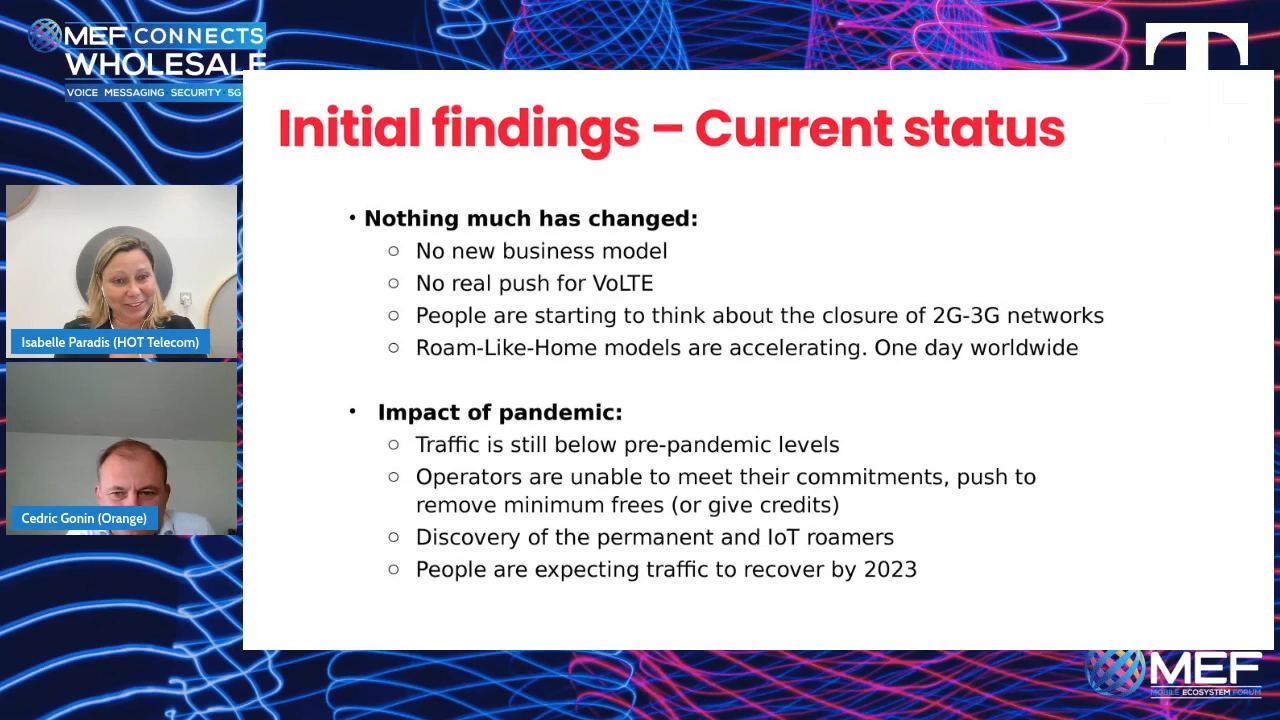 MEF CONNECTS
WHOLESALE
VOICE MESSAGING SECURITY 5G
T
Initial findings – Current status
• Nothing much has changed:
○ No new business model
○ No real push for VoLTE
○ People are starting to think about the closure of 2G-3G networks
○ Roam-Like-Home models are accelerating. One day worldwide
• Impact of pandemic:
○ Traffic is still below pre-pandemic levels
○ Operators are unable to meet their commitments, push to
remove minimum frees (or give credits)
○ Discovery of the permanent and IoT roamers
○ People are expecting traffic to recover by 2023
Isabelle Paradis (HOT Telecom)
Cedric Gonin (Orange)
MEF
MOBILE ECOSYSTEM FORUM